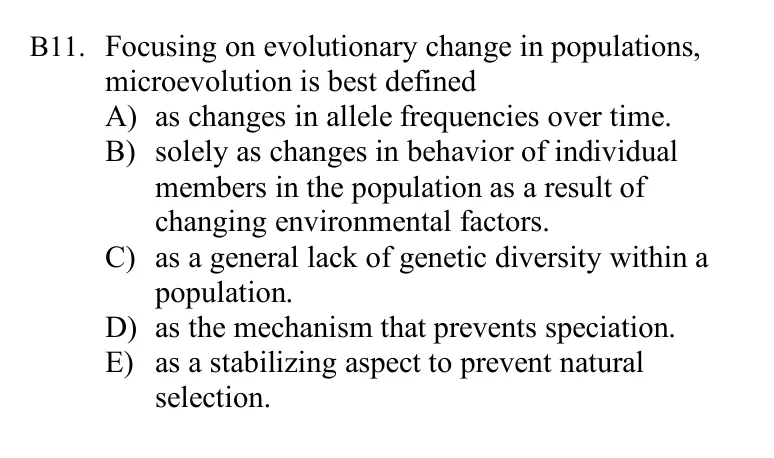 B11. Focusing on evolutionary change in populations,
microevolution is best defined
A) as changes in allele frequencies over time.
B) solely as changes in behavior of individual
members in the population as a result of
changing environmental factors.
C) as a general lack of genetic diversity within a
population.
D) as the mechanism that prevents speciation.
E) as a stabilizing aspect to prevent natural
selection.